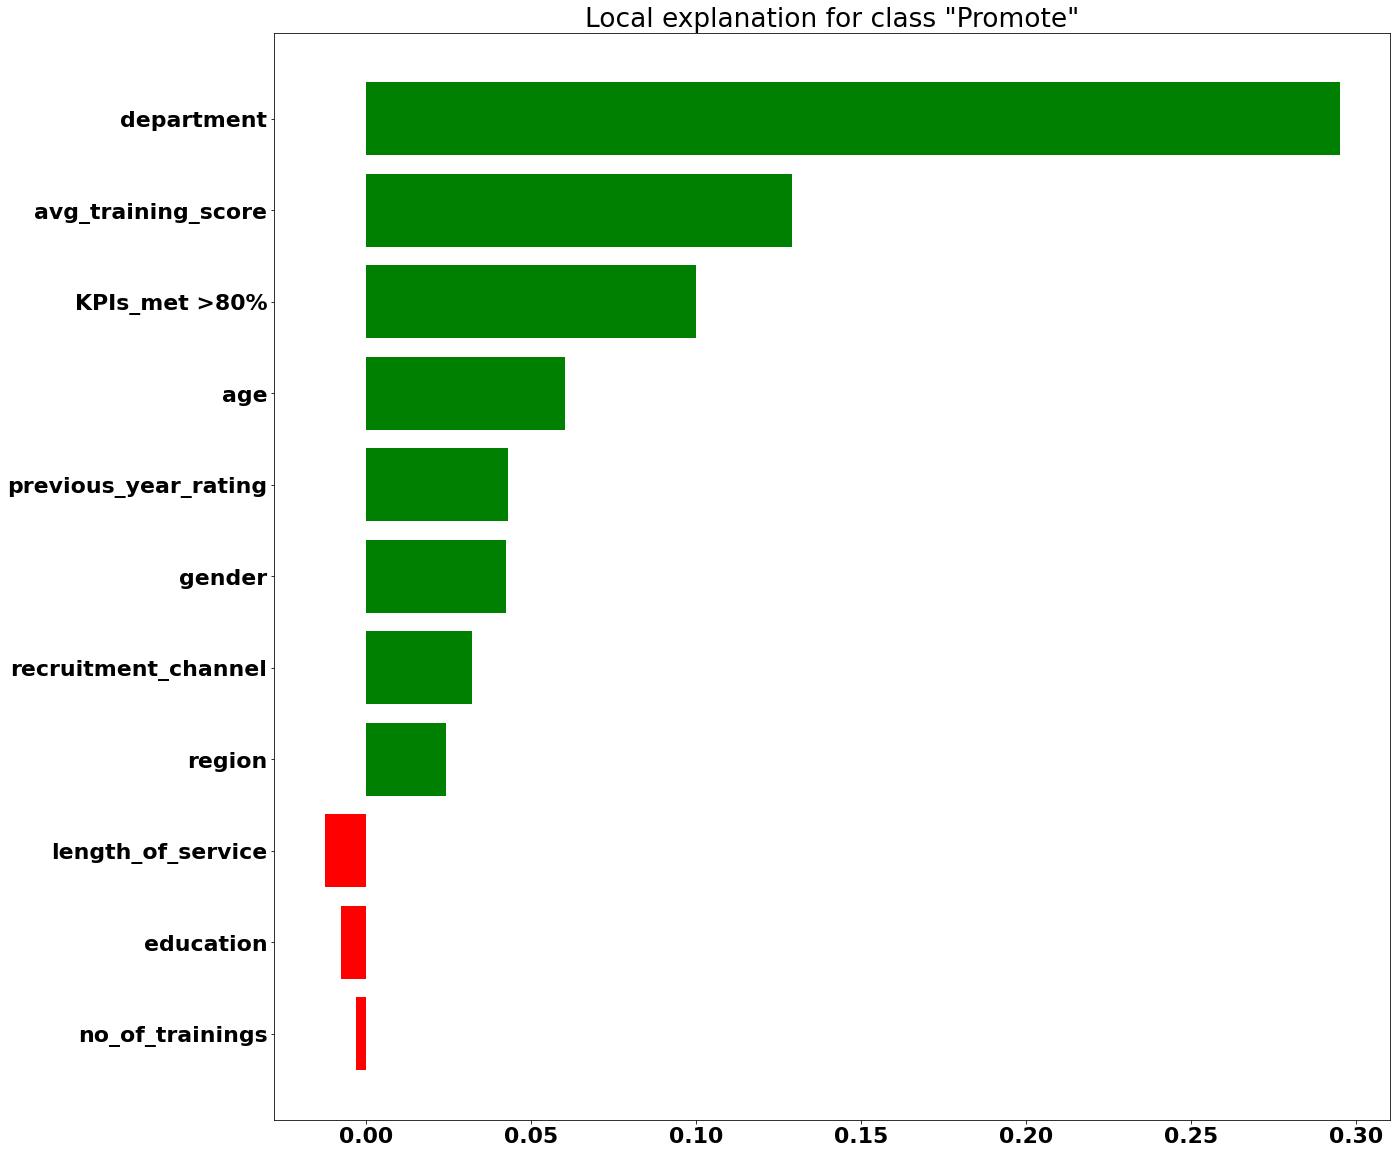 Local explanation for class "Promote"
department
avg_training_score
KPIs_met >80%
age
previous_year_rating
gender
recruitment_channel
region
length_of_service
education
no_of_trainings
0.00 0.05 0.10 0.15 0.20 0.25 0.30